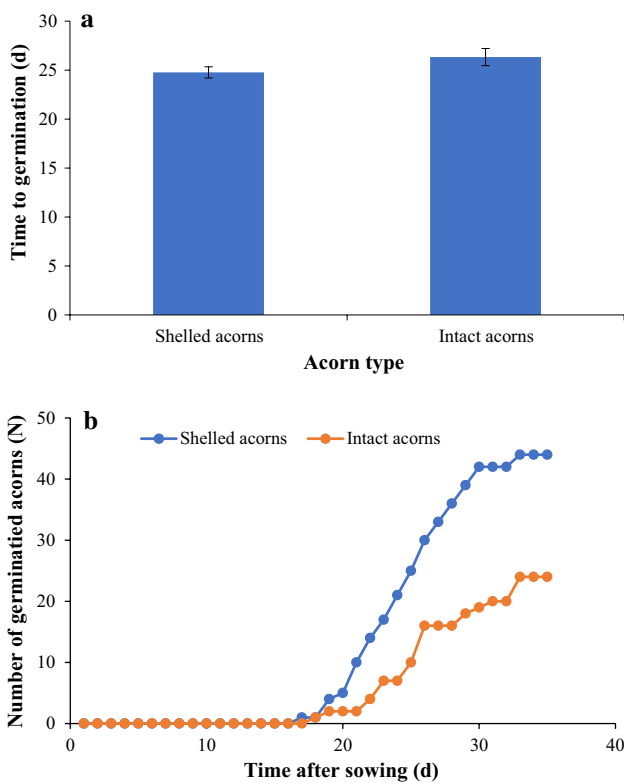 a
Time to germination (d)
30
25
20
15
10
5
0
Shelled acorns
Intact acorns
Acorn type
b
Shelled acorns
Intact acorns
Number of germinatied acorns (N)
50
40
30
20
10
0
0
10
20
30
40
Time after sowing (d)